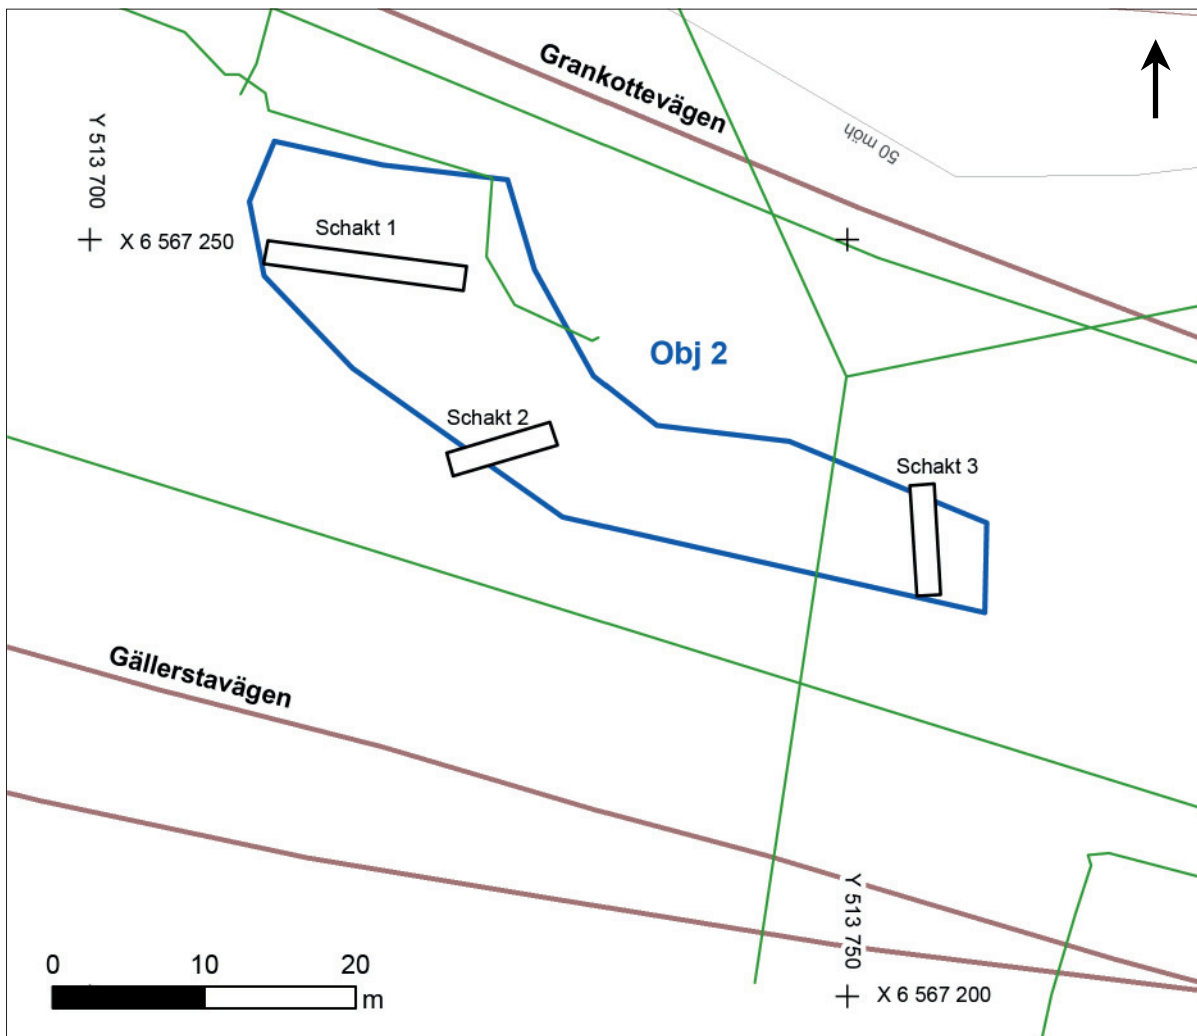 Grankottevägen
50 möh
Y 513 700
X 6 567 250
Schakt 1
Obj 2
Schakt 2
Schakt 3
Gällerstavägen
Y 513 750
X 6 567 200
0 10 20
m